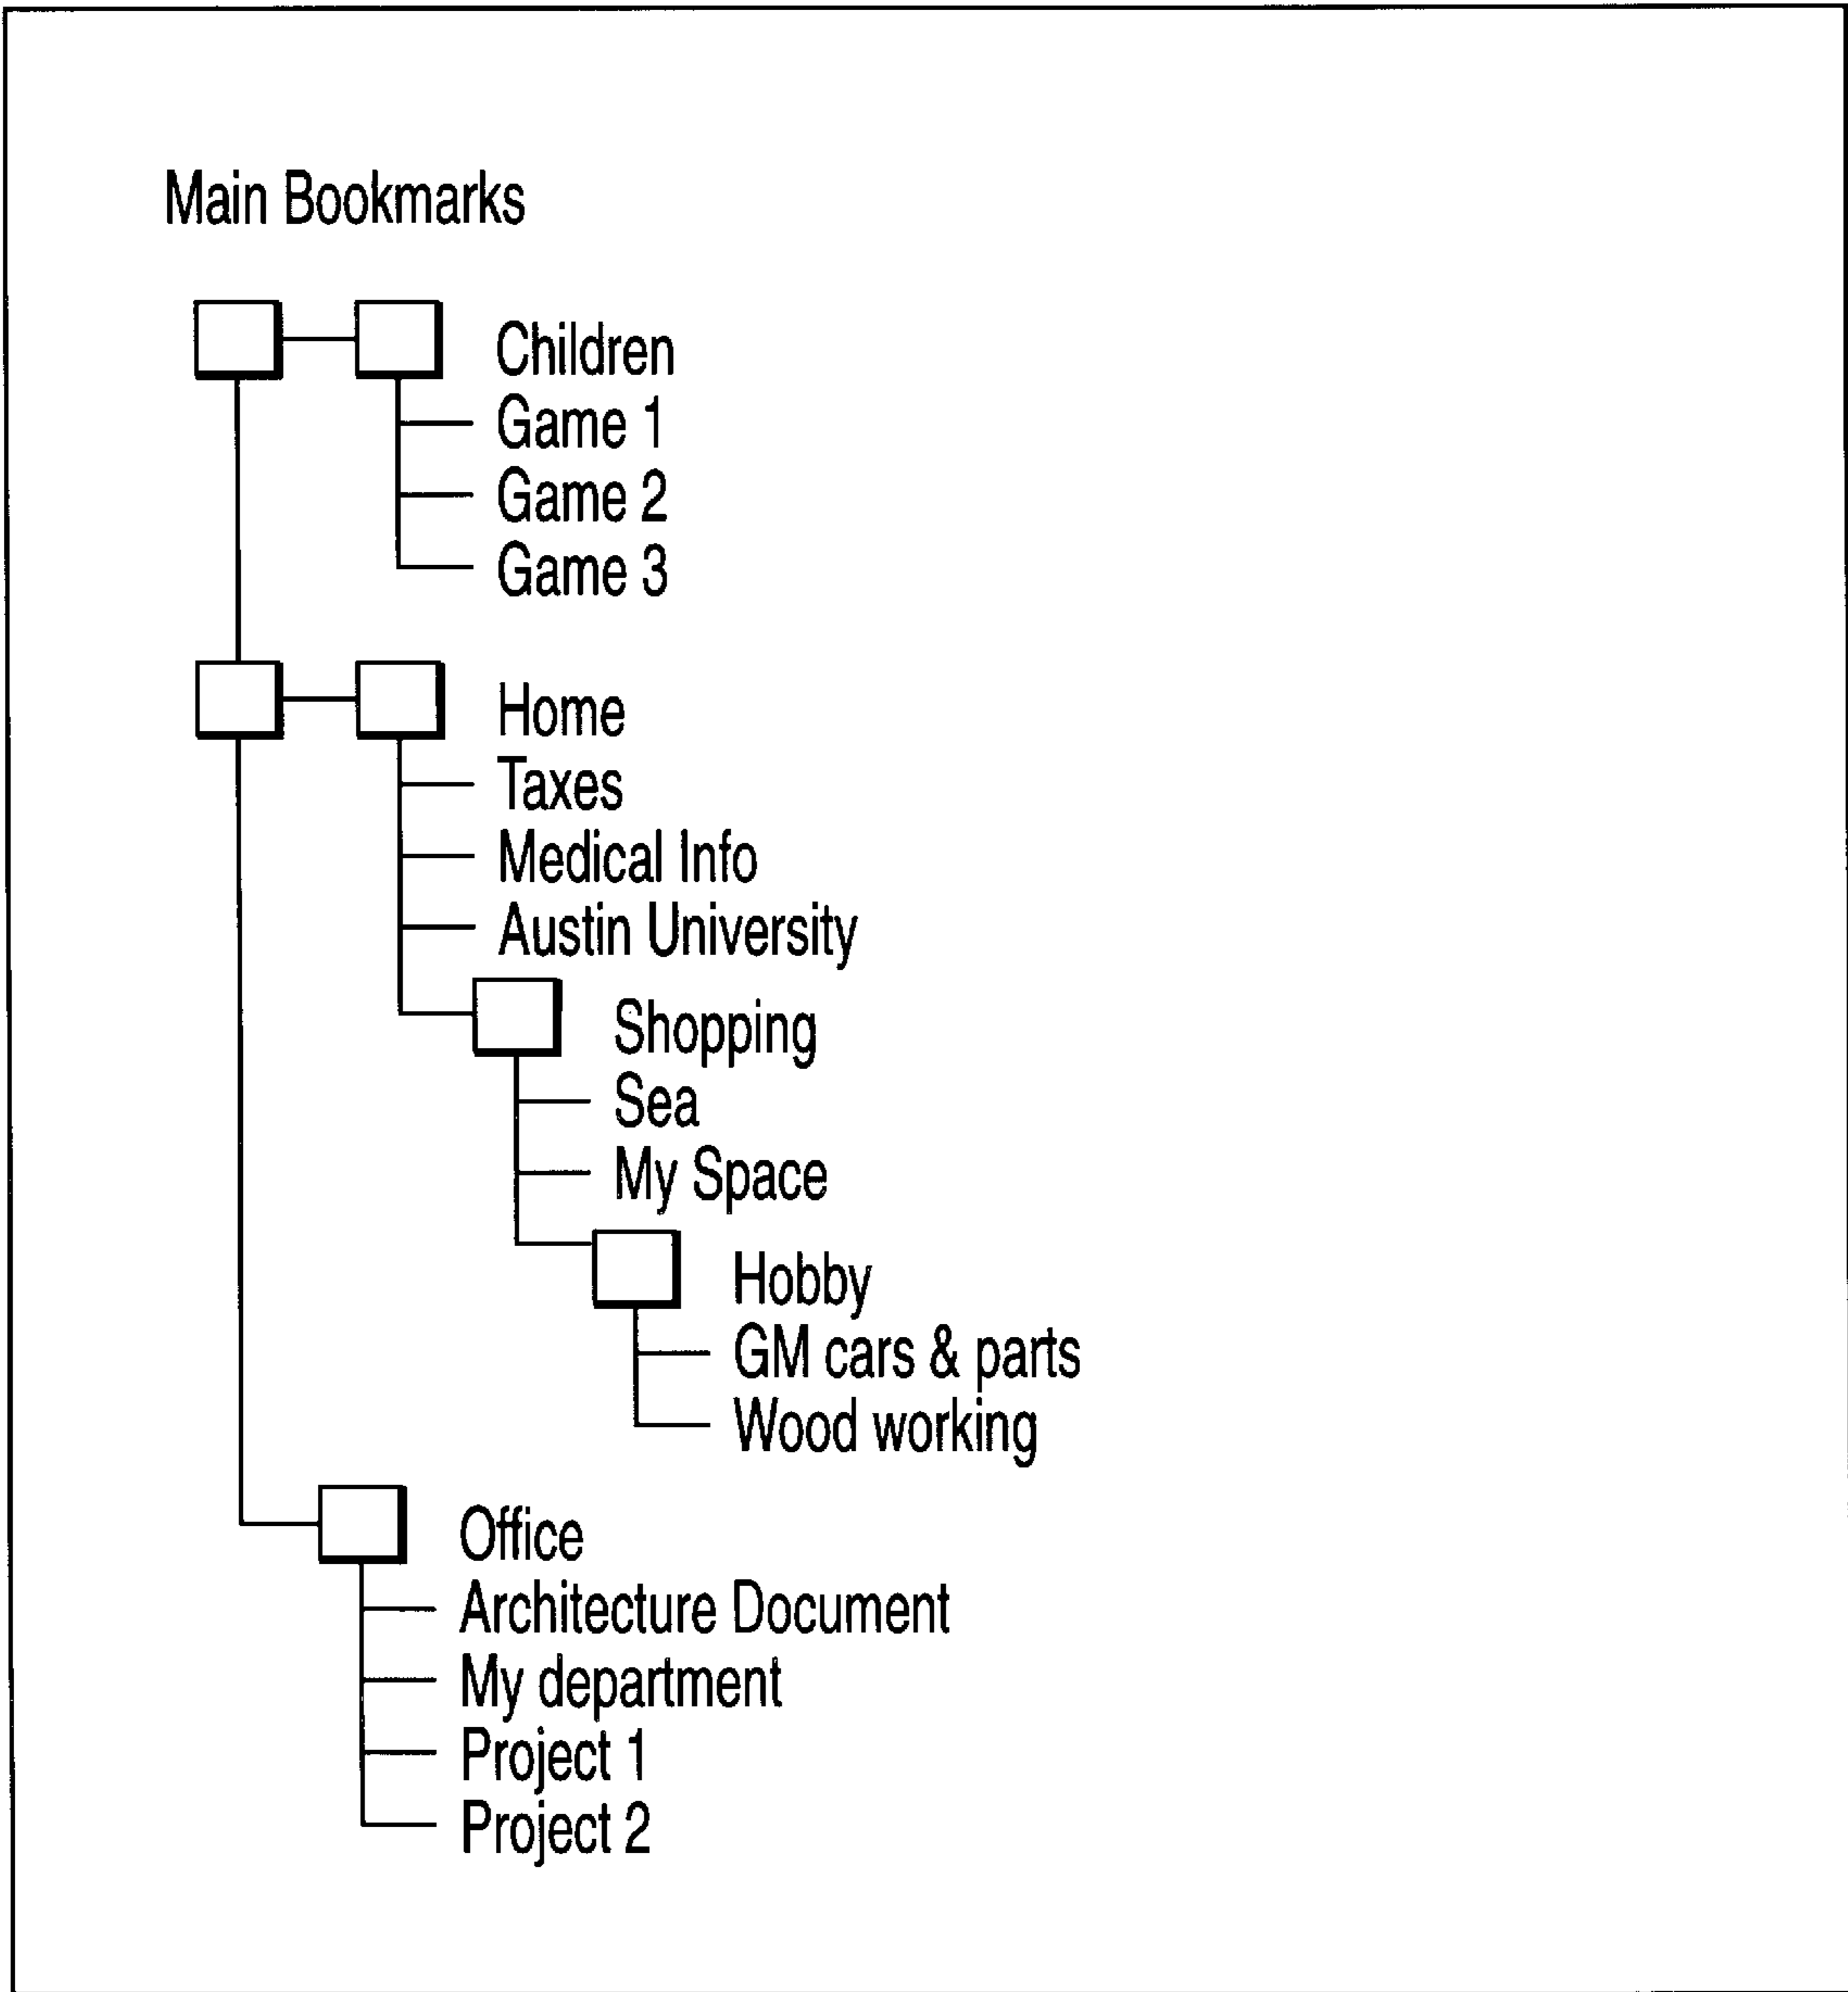 Main Bookmarks
Children
Game 1
Game 2
Game 3
Home
Taxes
Medical Info
Austin University
Shopping
Sea
My Space
Hobby
GM cars & parts
Wood working
Office
Architecture Document
My department
Project 1
Project 2